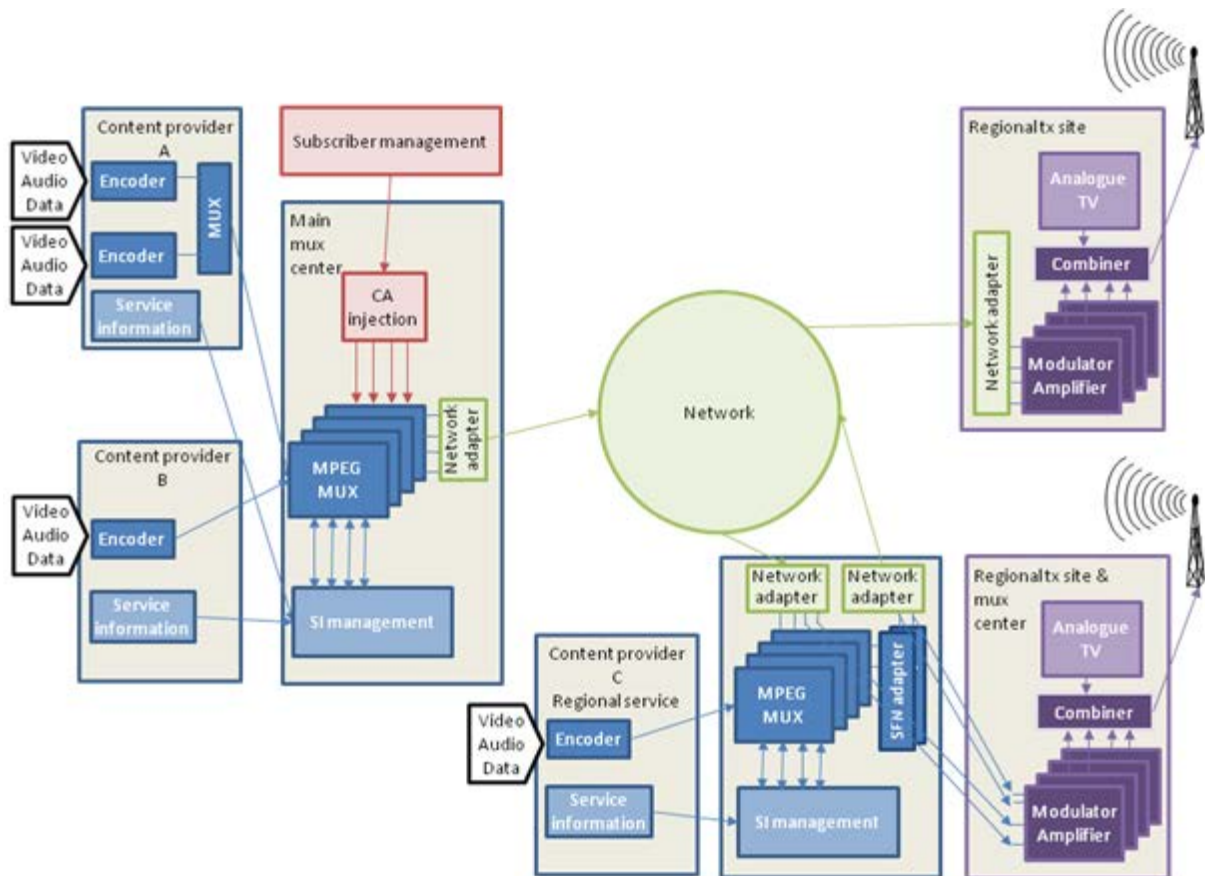 Content provider
A
Video
Audio
Data
Encoder
Video
Audio
Data
Encoder
MUX
Service
information
Subscriber management
Main
mux
center
CA
injection
MPEG
MUX
Network
adapter
SI management
Content provider
B
Video
Audio
Data
Encoder
Service
information
Network
Regional tx site
Analogue
TV
Combiner
Network adapter
Modulator
Amplifier
Content provider
C
Regional service
Video
Audio
Data
Encoder
Service
information
Network
adapter
Network
adapter
MPEG
MUX
SFN adapter
SI management
Regional tx site &
mux
center
Analogue
TV
Combiner
Modulator
Amplifier